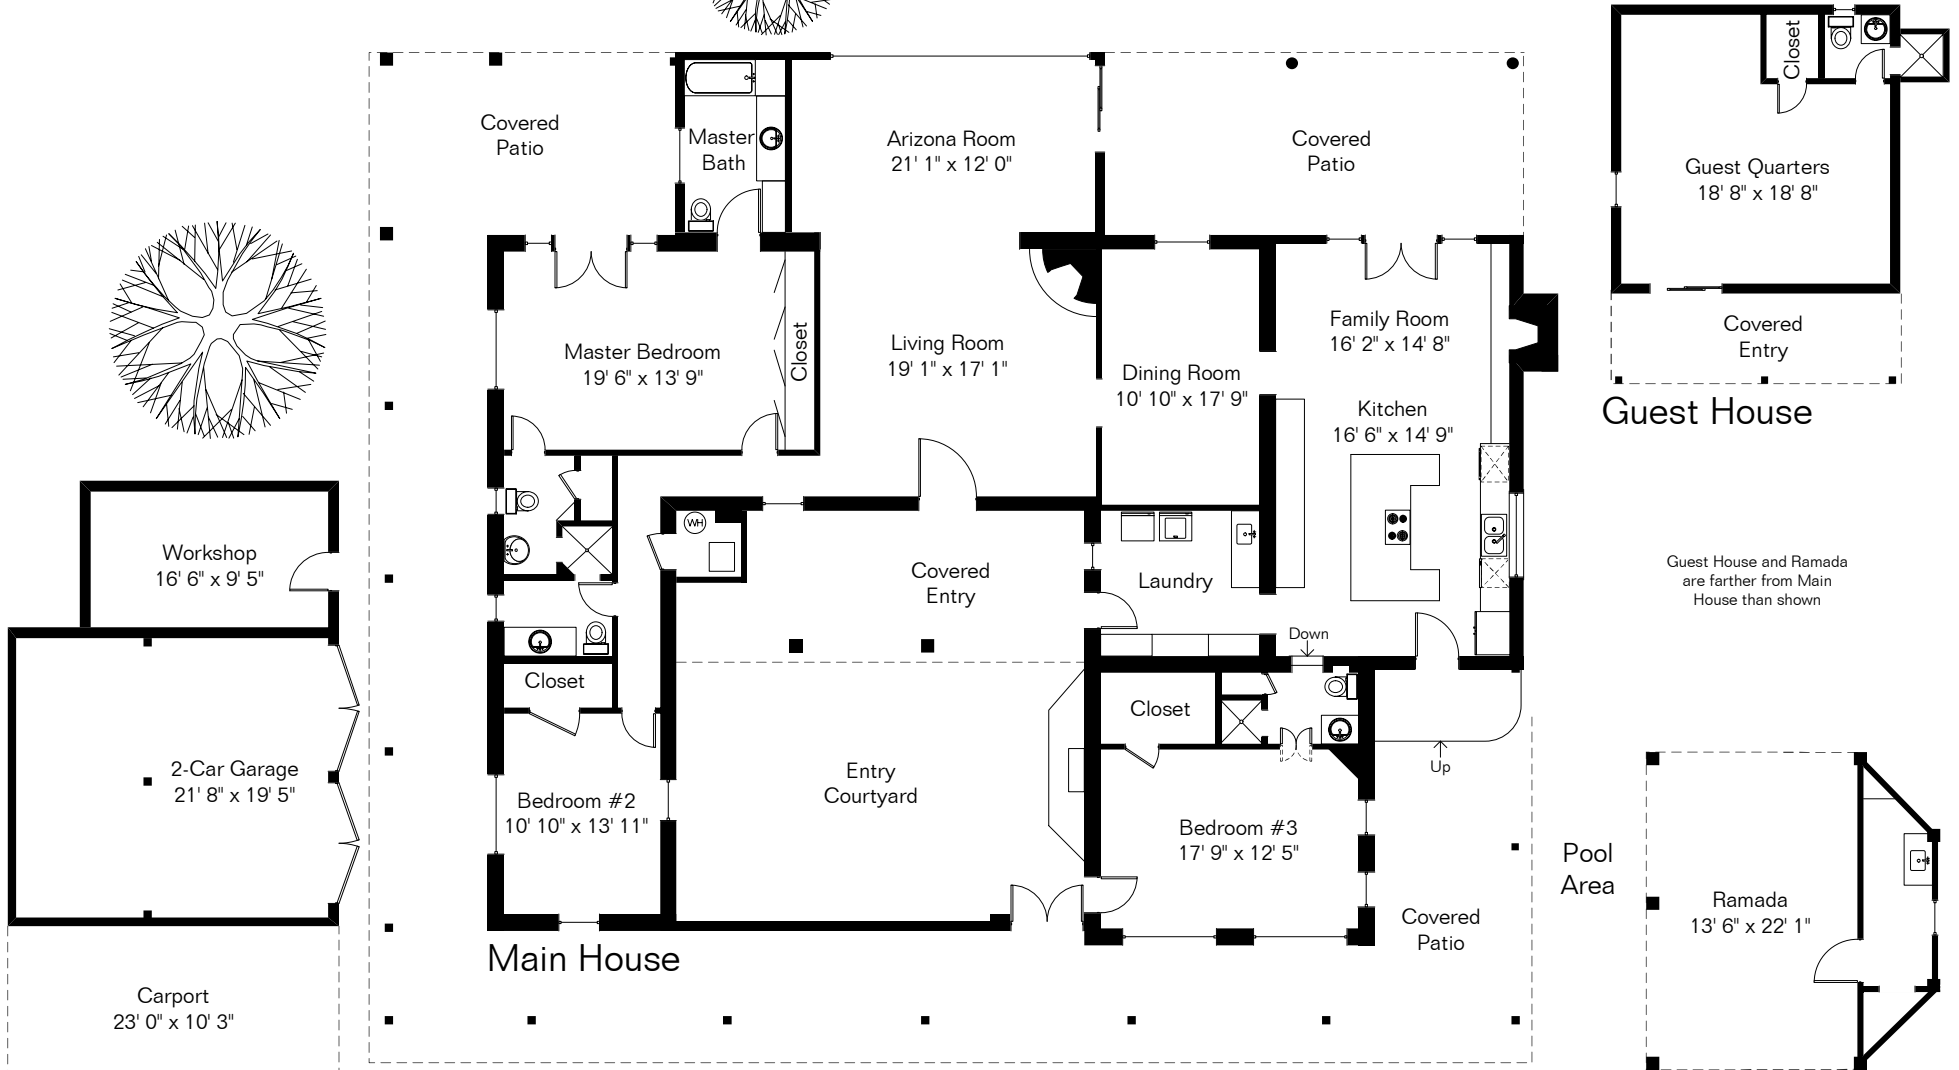 Covered
Patio
Master
Bath
Arizona Room
21' 1" x 12' 0"
Covered
Patio
Closet
Guest Quarters
18' 8" x 18' 8"
Covered
Entry
Guest House
Master Bedroom
19' 6" x 13' 9"
Closet
Living Room
19' 1" x 17' 1"
Dining Room
10' 10" x 17' 9"
Family Room
16' 2" x 14' 8"
Kitchen
16' 6" x 14' 9"
Workshop
16' 6" x 9' 5"
WH
Covered
Entry
Laundry
Guest House and Ramada
are farther from Main
House than shown
Down
Closet
Closet
2-Car Garage
21' 8" x 19' 5"
Bedroom #2
10' 10" x 13' 11"
Entry
Courtyard
Bedroom #3
17' 9" x 12' 5"
Up
Pool
Area
Covered
Patio
Ramada
13' 6" x 22' 1"
Main House
Carport
23' 0" x 10' 3"